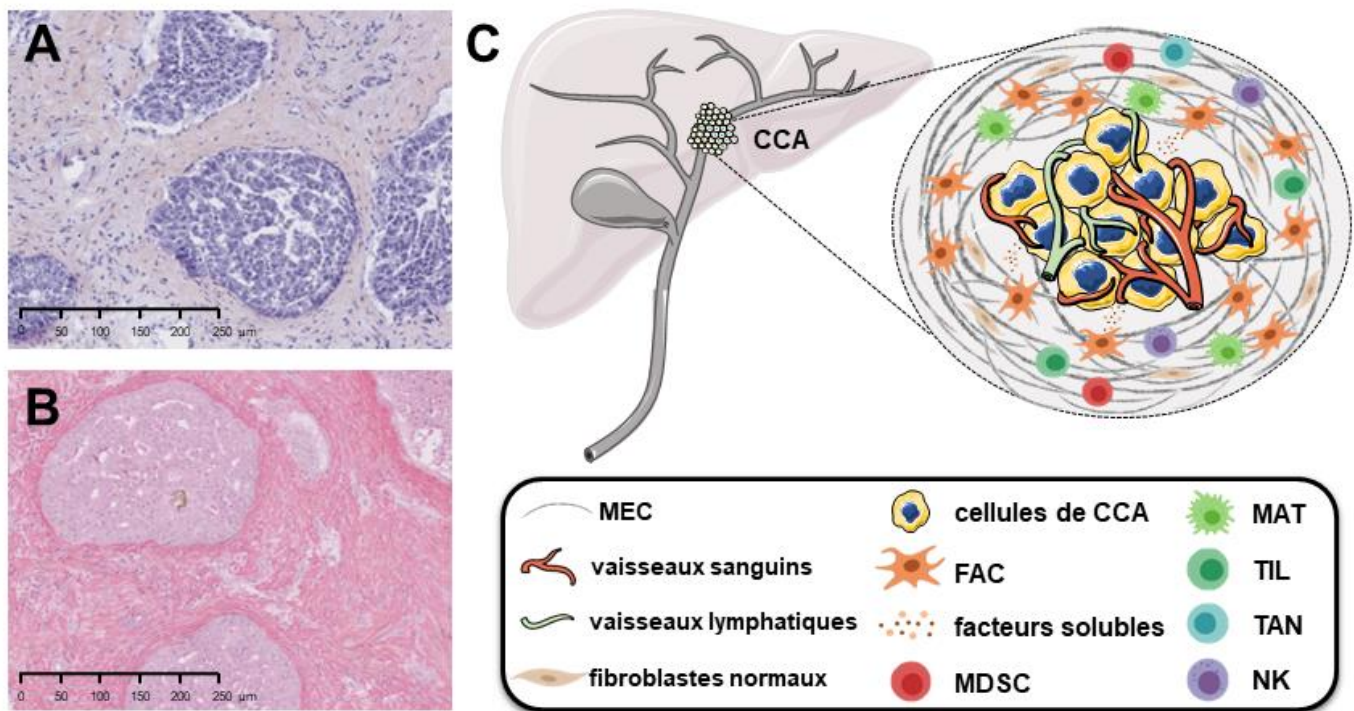 A
0 50 100 150 200 250 µm
B
0 50 100 150 200 250 µm
C
CCA
MEC
vaisseaux sanguins
vaisseaux lymphatiques
fibroblastes normaux
cellules de CCA
FAC
facteurs solubles
MDSC
MAT
TIL
TAN
NK